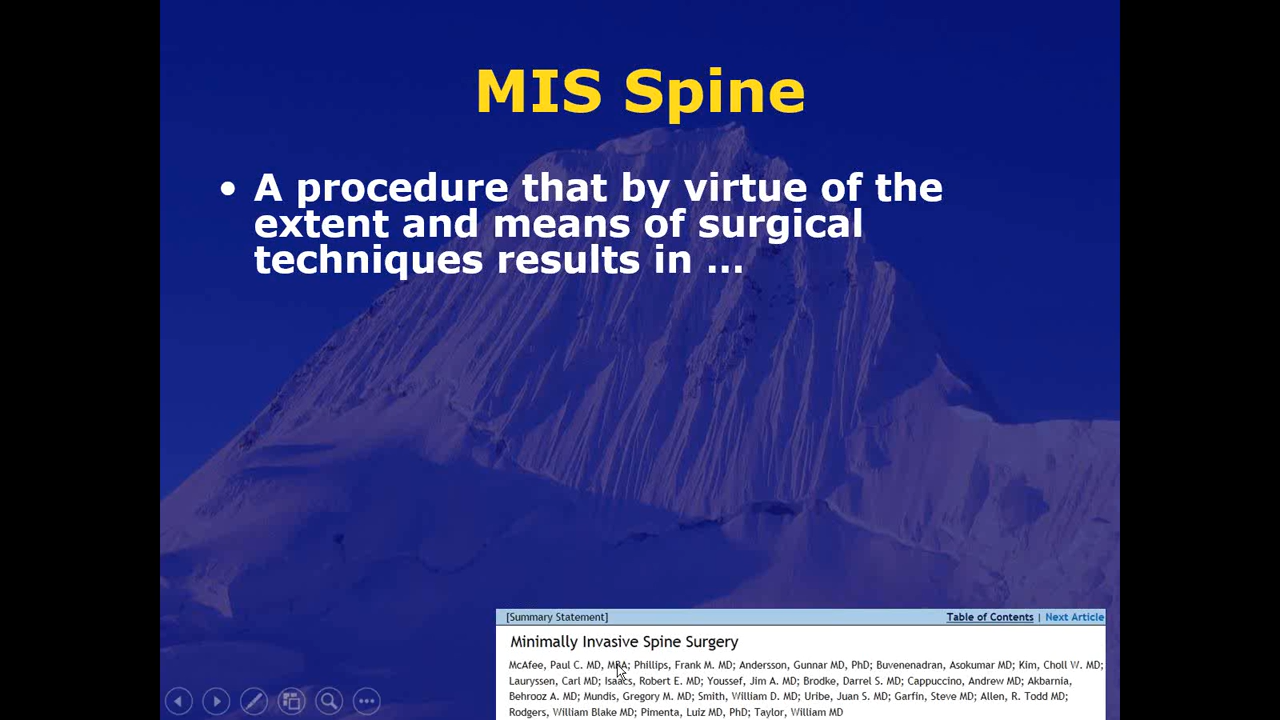 MIS Spine
• A procedure that by virtue of the
extent and means of surgical
techniques results in ...
[Summary Statement] Table of Contents | Next Article
Minimally Invasive Spine Surgery
McAfee, Paul C. MD, MBA; Phillips, Frank M. MD; Andersson, Gunnar MD, PhD; Buvenenadran, Asokumar MD; Kim, Choll W. MD;
Lauryssen, Carl MD; Isaacs, Robert E. MD; Youssef, Jim A. MD; Brodke, Darrel S. MD; Cappuccino, Andrew MD; Akbarnia,
Behrooz A. MD; Mundis, Gregory M. MD; Smith, William D. MD; Uribe, Juan S. MD; Garfin, Steve MD; Allen, R. Todd MD;
Rodgers, William Blake MD; Pimenta, Luiz MD, PhD; Taylor, William MD